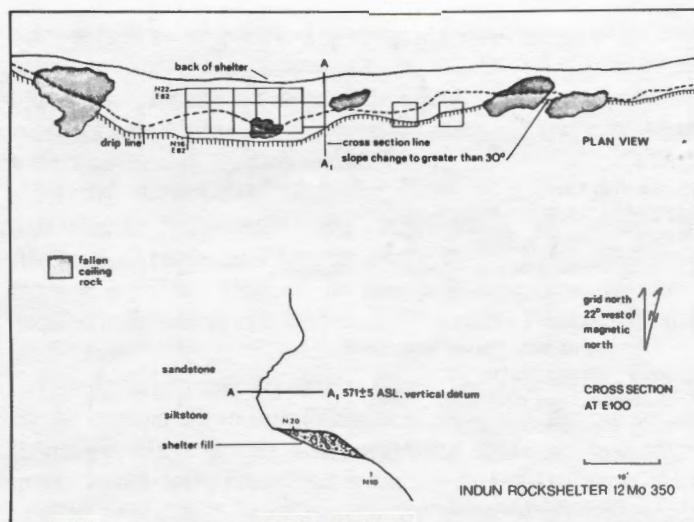 back of shelter
A
N22
E82
drip line
N16
E82
cross section line
A₁
slope change to greater than 30°
PLAN VIEW
fallen
ceiling
rock
grid north
22° west of
magnetic
north
N
sandstone
A
A₁ 571±5 ASL. vertical datum
CROSS SECTION
AT E100
siltstone
N20
shelter fill
N10
10'
INDUN ROCKSHELTER 12 Mo 350